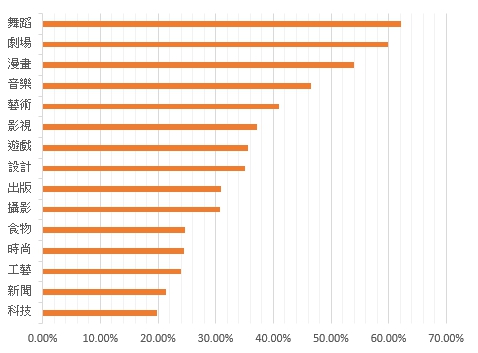 舞蹈
劇場
漫畫
音樂
藝術
影視
遊戲
設計
出版
攝影
食物
時尚
工藝
新聞
科技
0.00% 10.00% 20.00% 30.00% 40.00% 50.00% 60.00% 70.00%